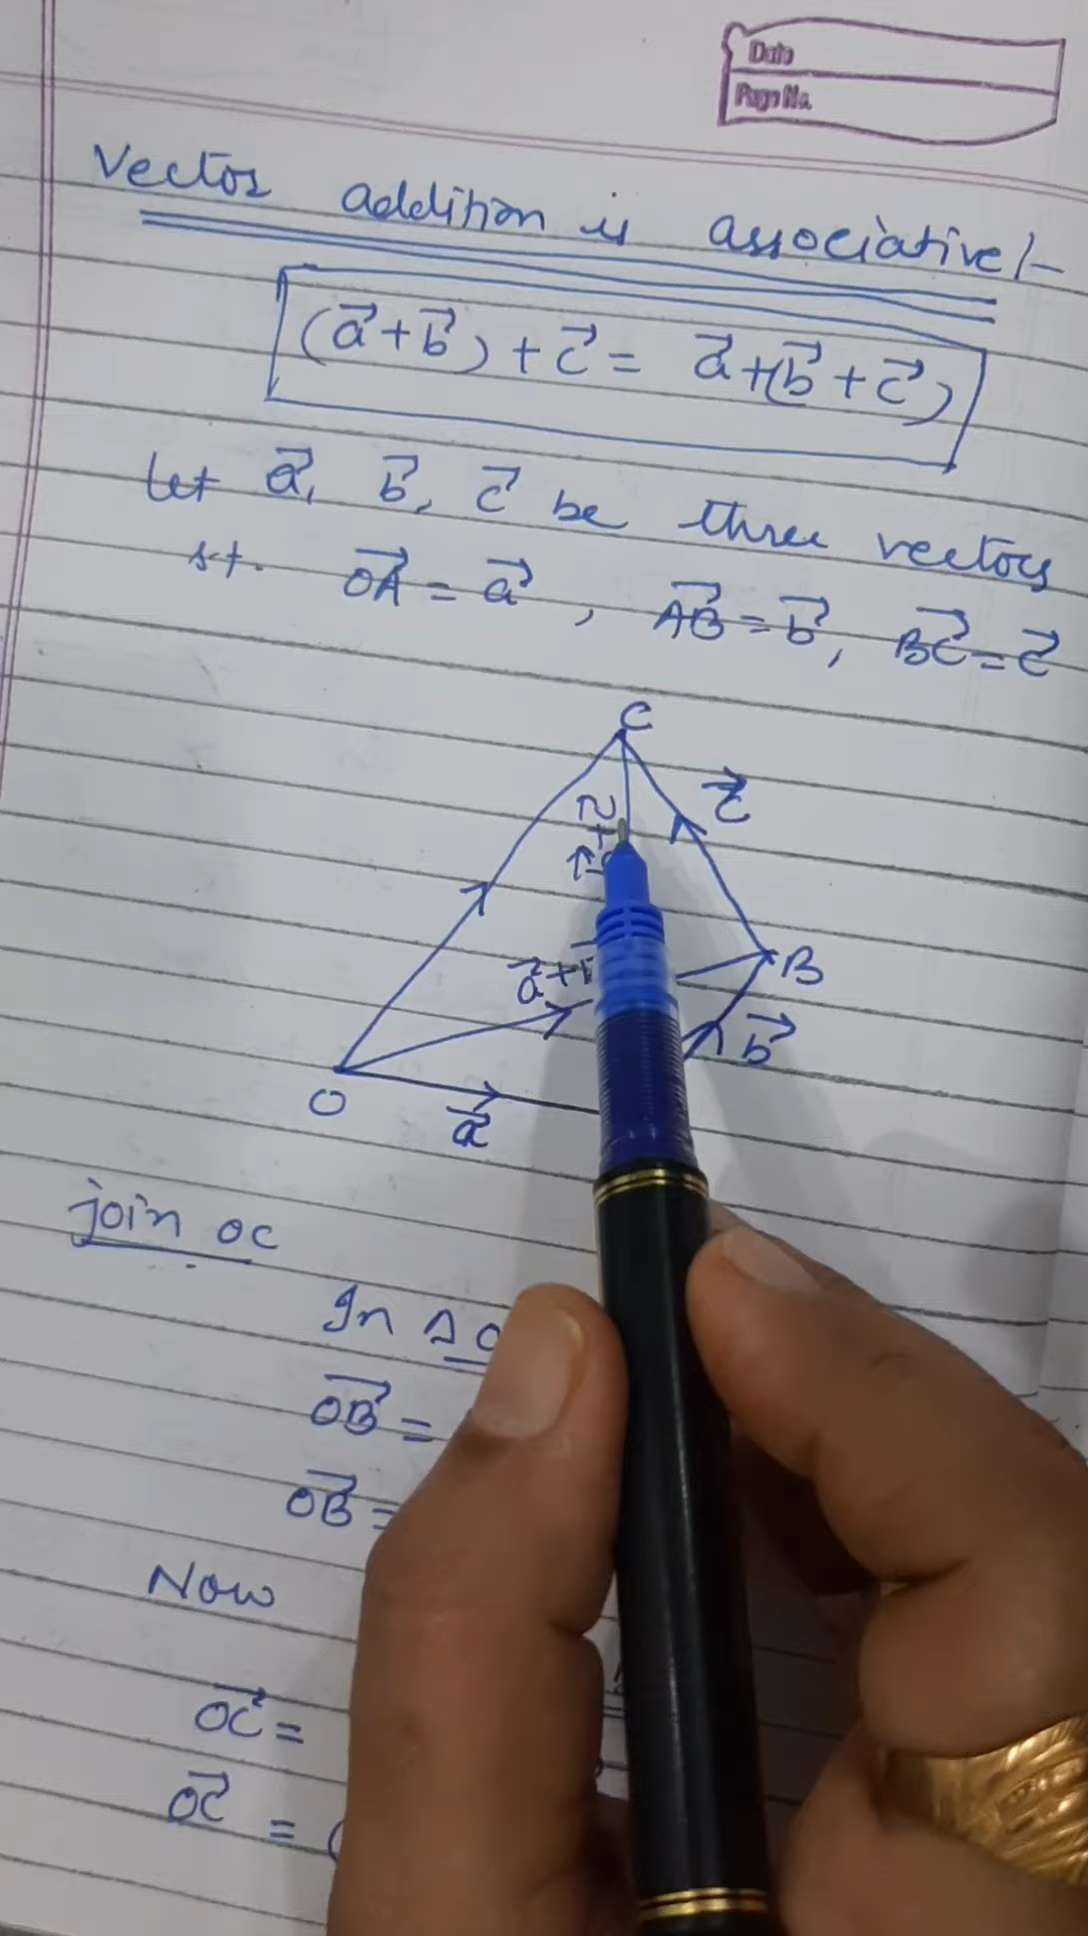 Date
Page No.
Vector addition is associative:-
(a⃗+b⃗)+c⃗ = a⃗+(b⃗+c⃗)
Let a⃗, b⃗, c⃗ be three vectors
s.t. OA⃗ = a⃗, AB⃗ = b⃗, BC⃗ = c⃗
C
c⃗
B
a⃗+
b⃗
O
a⃗
join OC
In Δ O
OB⃗ =
OB⃗ =
Now
OC⃗ =
OC⃗ = (